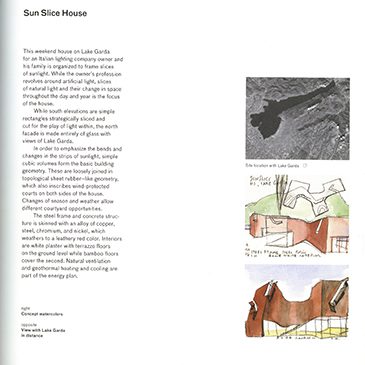 Sun Slice House
This weekend house on Lake Garda
for an Italian lighting company owner and
his family is organized to frame slices
of sunlight. While the owner's profession
revolves around artificial light, slices
of natural light and their change in space
throughout the day and year is the focus
of the house.
While south elevations are simple
rectangles strategically sliced and
cut for the play of light within, the north
facade is made entirely of glass with
views of Lake Garda.
In order to emphasize the bends and
changes in the strips of sunlight, simple
cubic volumes form the basic building
geometry. These are loosely joined in
topological sheet rubber–like geometry,
which also inscribes wind-protected
courts on both sides of the house.
Changes of season and weather allow
different courtyard opportunities.
The steel frame and concrete struc-
ture is skinned with an alloy of copper,
steel, chromium, and nickel, which
weathers to a leathery red color. Interiors
are white plaster with terrazzo floors
on the ground level while bamboo floors
cover the second. Natural ventilation
and geothermal heating and cooling are
part of the energy plan.
right
Concept watercolors
opposite
View with Lake Garda
in distance
Site location with Lake Garda
SUN SLICE
HS, LAKE GARDA